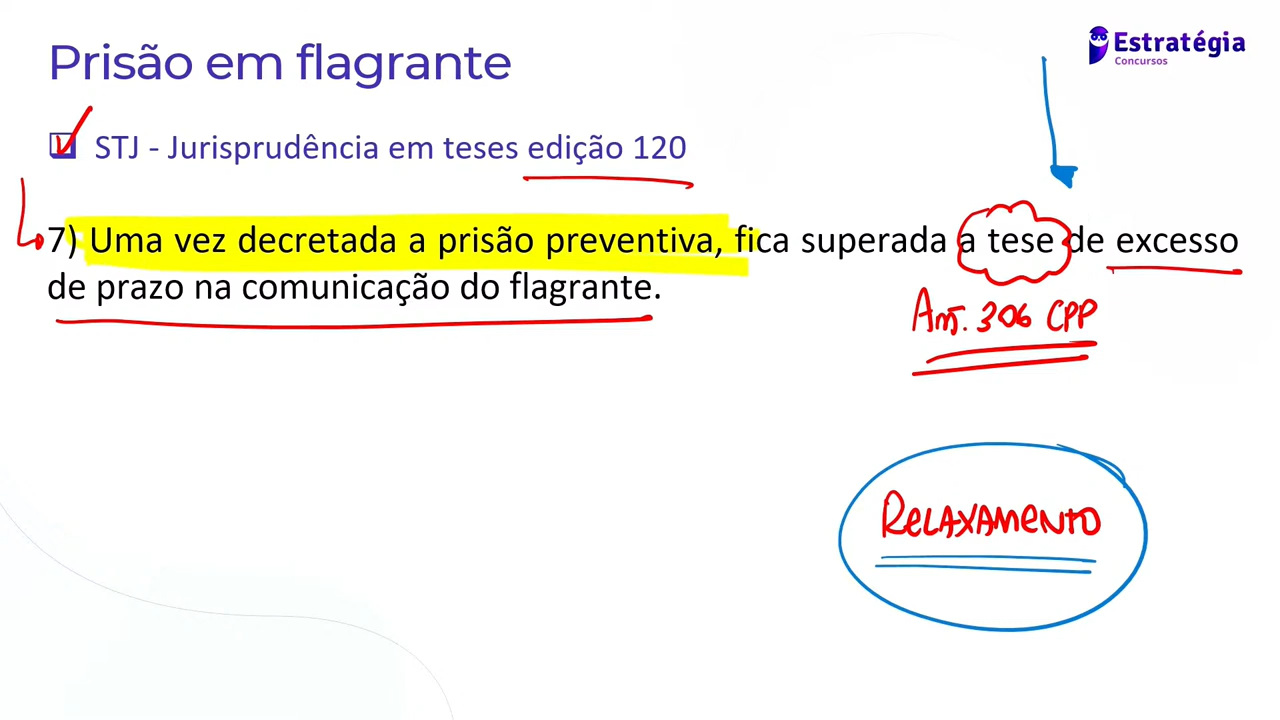 Prisão em flagrante
Estratégia
Concursos
STJ - Jurisprudência em teses edição 120
7) Uma vez decretada a prisão preventiva, fica superada a tese de excesso
de prazo na comunicação do flagrante.
Art. 306 CPP
RELAXAMENTO